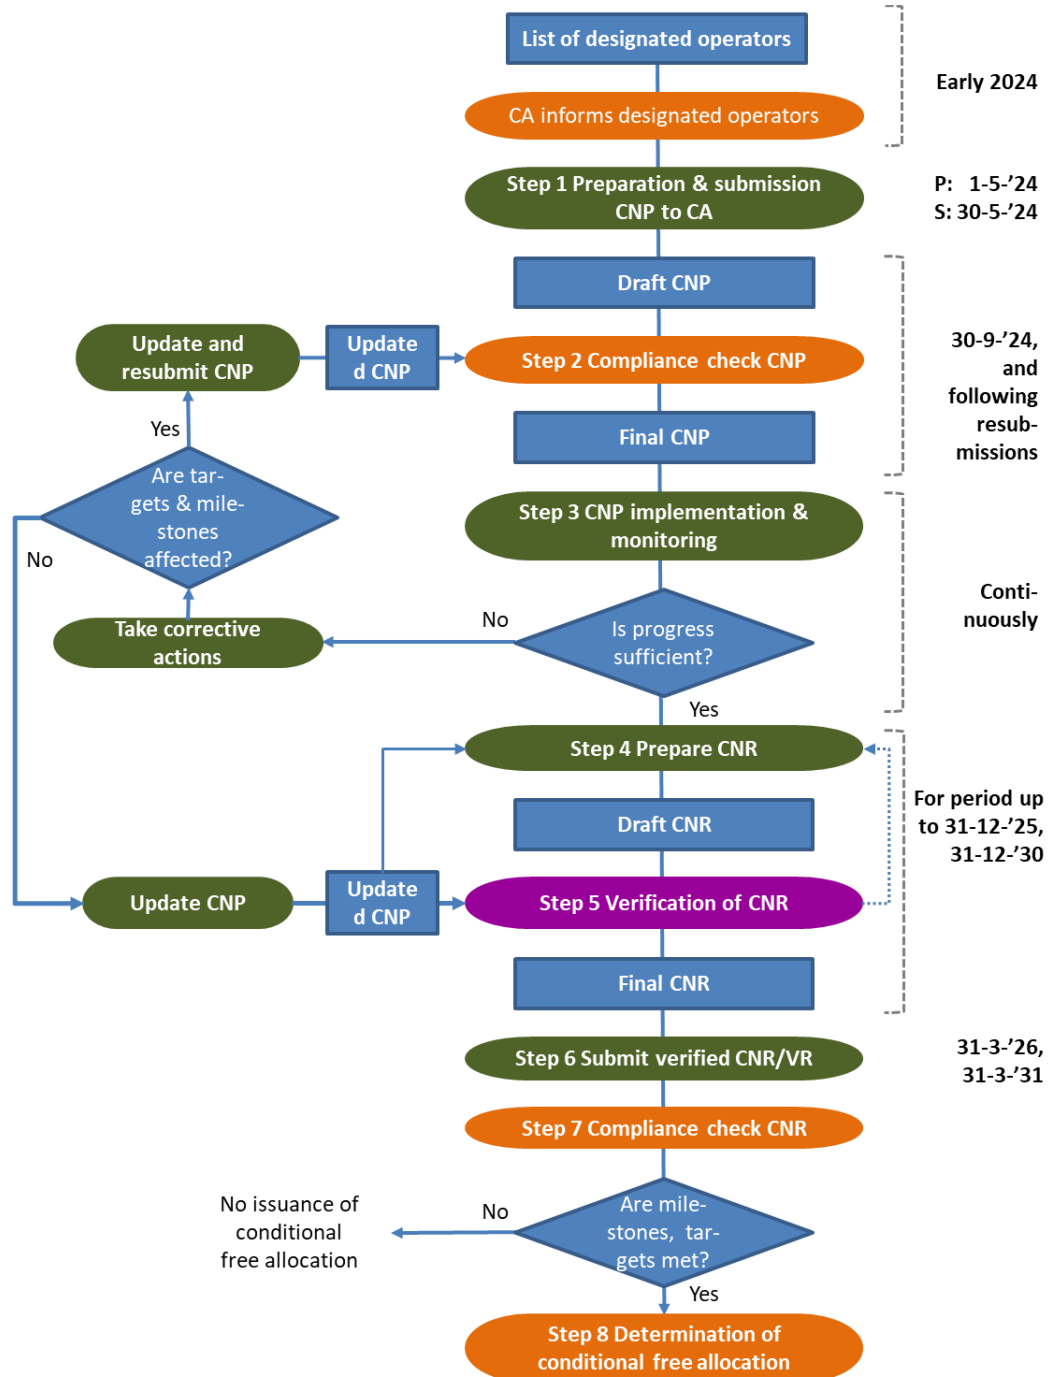 List of designated operators
Early 2024
CA informs designated operators
Step 1 Preparation & submission
CNP to CA
P: 1-5-’24
S: 30-5-’24
Draft CNP
Update and
resubmit CNP
Update
d CNP
Step 2 Compliance check CNP
30-9-’24,
and
following
resub-
missions
Yes
Final CNP
Are tar-
gets & mile-
stones
affected?
No
Step 3 CNP implementation &
monitoring
Conti-
nuously
Take corrective
actions
No
Is progress
sufficient?
Yes
Step 4 Prepare CNR
For period up
to 31-12-’25,
31-12-’30
Draft CNR
Update CNP
Update
d CNP
Step 5 Verification of CNR
Final CNR
Step 6 Submit verified CNR/VR
31-3-’26,
31-3-’31
Step 7 Compliance check CNR
No issuance of
conditional
free allocation
No
Are mile-
stones, tar-
gets met?
Yes
Step 8 Determination of
conditional free allocation